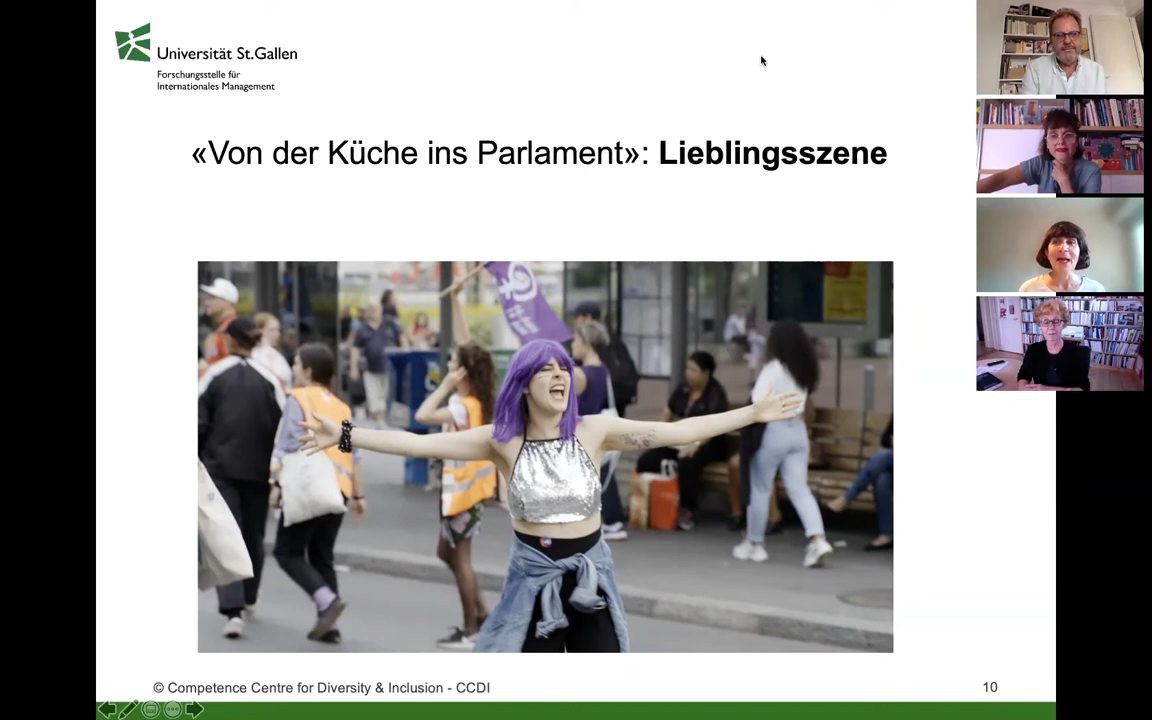 Universität St.Gallen
Forschungsstelle für
Internationales Management
«Von der Küche ins Parlament»: Lieblingsszene
© Competence Centre for Diversity & Inclusion - CCDI
10